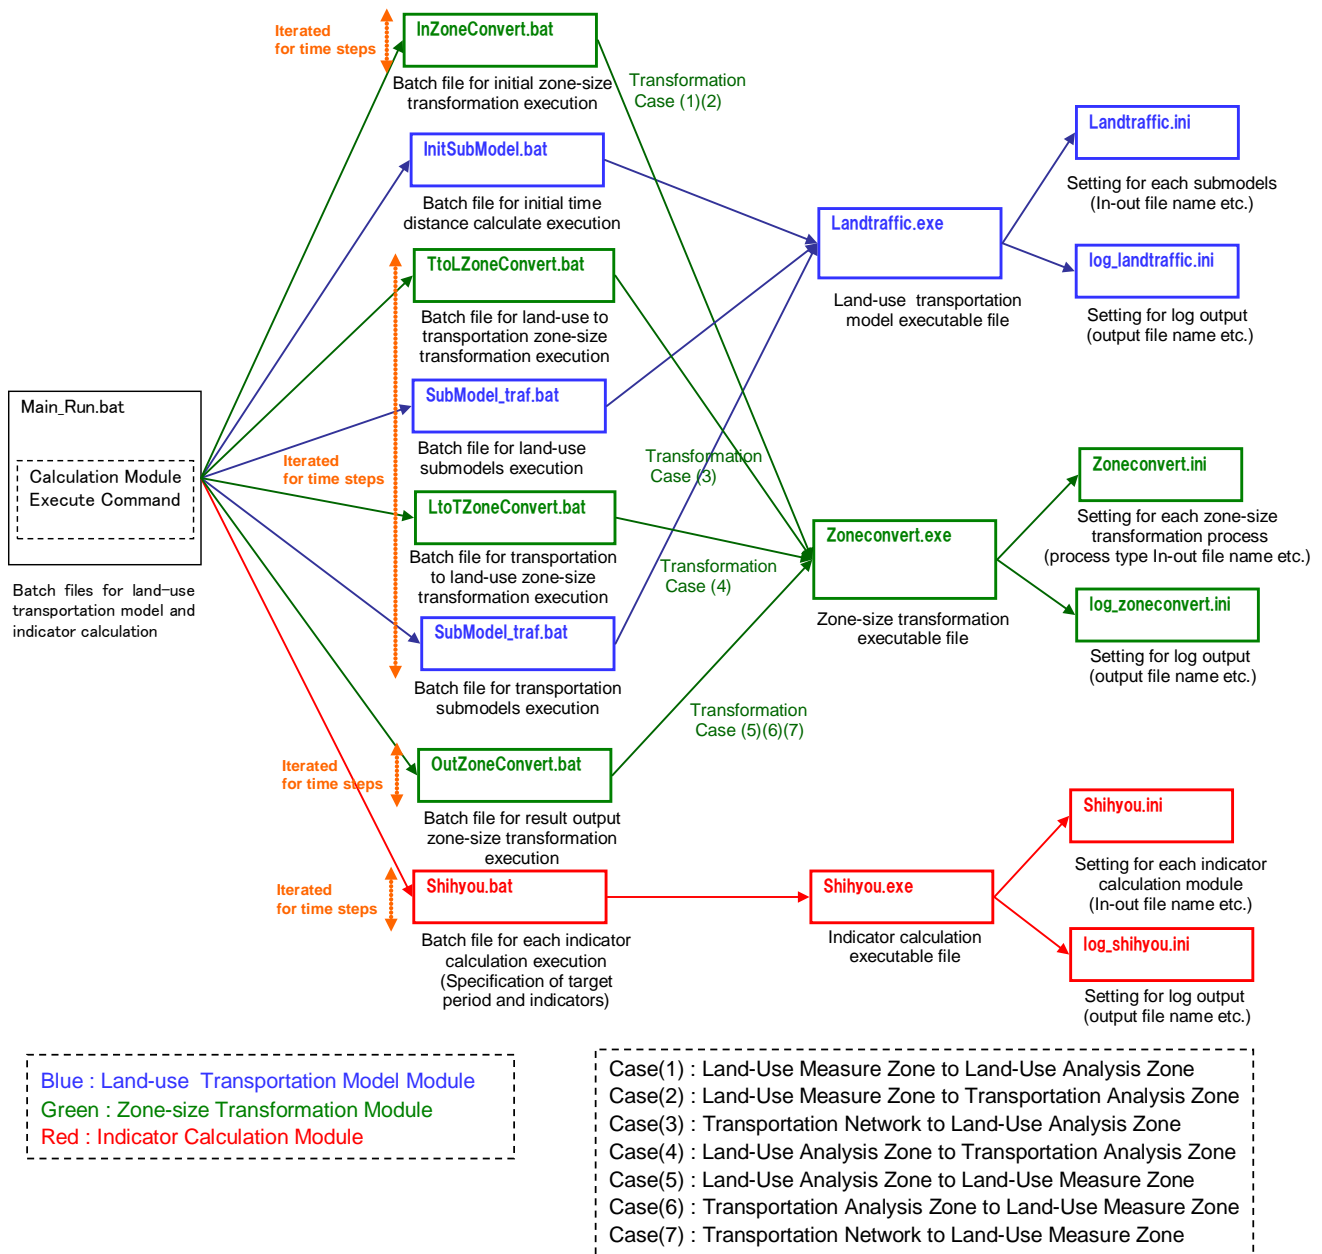 Iterated
for time steps
InZoneConvert.bat
Batch file for initial zone-size
transformation execution
Transformation
Case (1)(2)
InitSubModel.bat
Batch file for initial time
distance calculate execution
TtoLZoneConvert.bat
Batch file for land-use to
transportation zone-size
transformation execution
Main_Run.bat
Calculation Module
Execute Command
Batch files for land-use
transportation model and
indicator calculation
Iterated
for time steps
SubModel_traf.bat
Batch file for land-use
submodels execution
LtoTZoneConvert.bat
Batch file for transportation
to land-use zone-size
transformation execution
SubModel_traf.bat
Batch file for transportation
submodels execution
Iterated
for time steps
OutZoneConvert.bat
Batch file for result output
zone-size transformation
execution
Iterated
for time steps
Shihyou.bat
Batch file for each indicator
calculation execution
(Specification of target
period and indicators)
Transformation
Case (3)
Transformation
Case (4)
Transformation
Case (5)(6)(7)
Landtraffic.exe
Land-use transportation
model executable file
Zoneconvert.exe
Zone-size transformation
executable file
Shihyou.exe
Indicator calculation
executable file
Landtraffic.ini
Setting for each submodels
(In-out file name etc.)
log_landtraffic.ini
Setting for log output
(output file name etc.)
Zoneconvert.ini
Setting for each zone-size
transformation process
(process type In-out file name etc.)
log_zoneconvert.ini
Setting for log output
(output file name etc.)
Shihyou.ini
Setting for each indicator
calculation module
(In-out file name etc.)
log_shihyou.ini
Setting for log output
(output file name etc.)
Blue : Land-use Transportation Model Module
Green : Zone-size Transformation Module
Red : Indicator Calculation Module
Case(1) : Land-Use Measure Zone to Land-Use Analysis Zone
Case(2) : Land-Use Measure Zone to Transportation Analysis Zone
Case(3) : Transportation Network to Land-Use Analysis Zone
Case(4) : Land-Use Analysis Zone to Transportation Analysis Zone
Case(5) : Land-Use Analysis Zone to Land-Use Measure Zone
Case(6) : Transportation Analysis Zone to Land-Use Measure Zone
Case(7) : Transportation Network to Land-Use Measure Zone